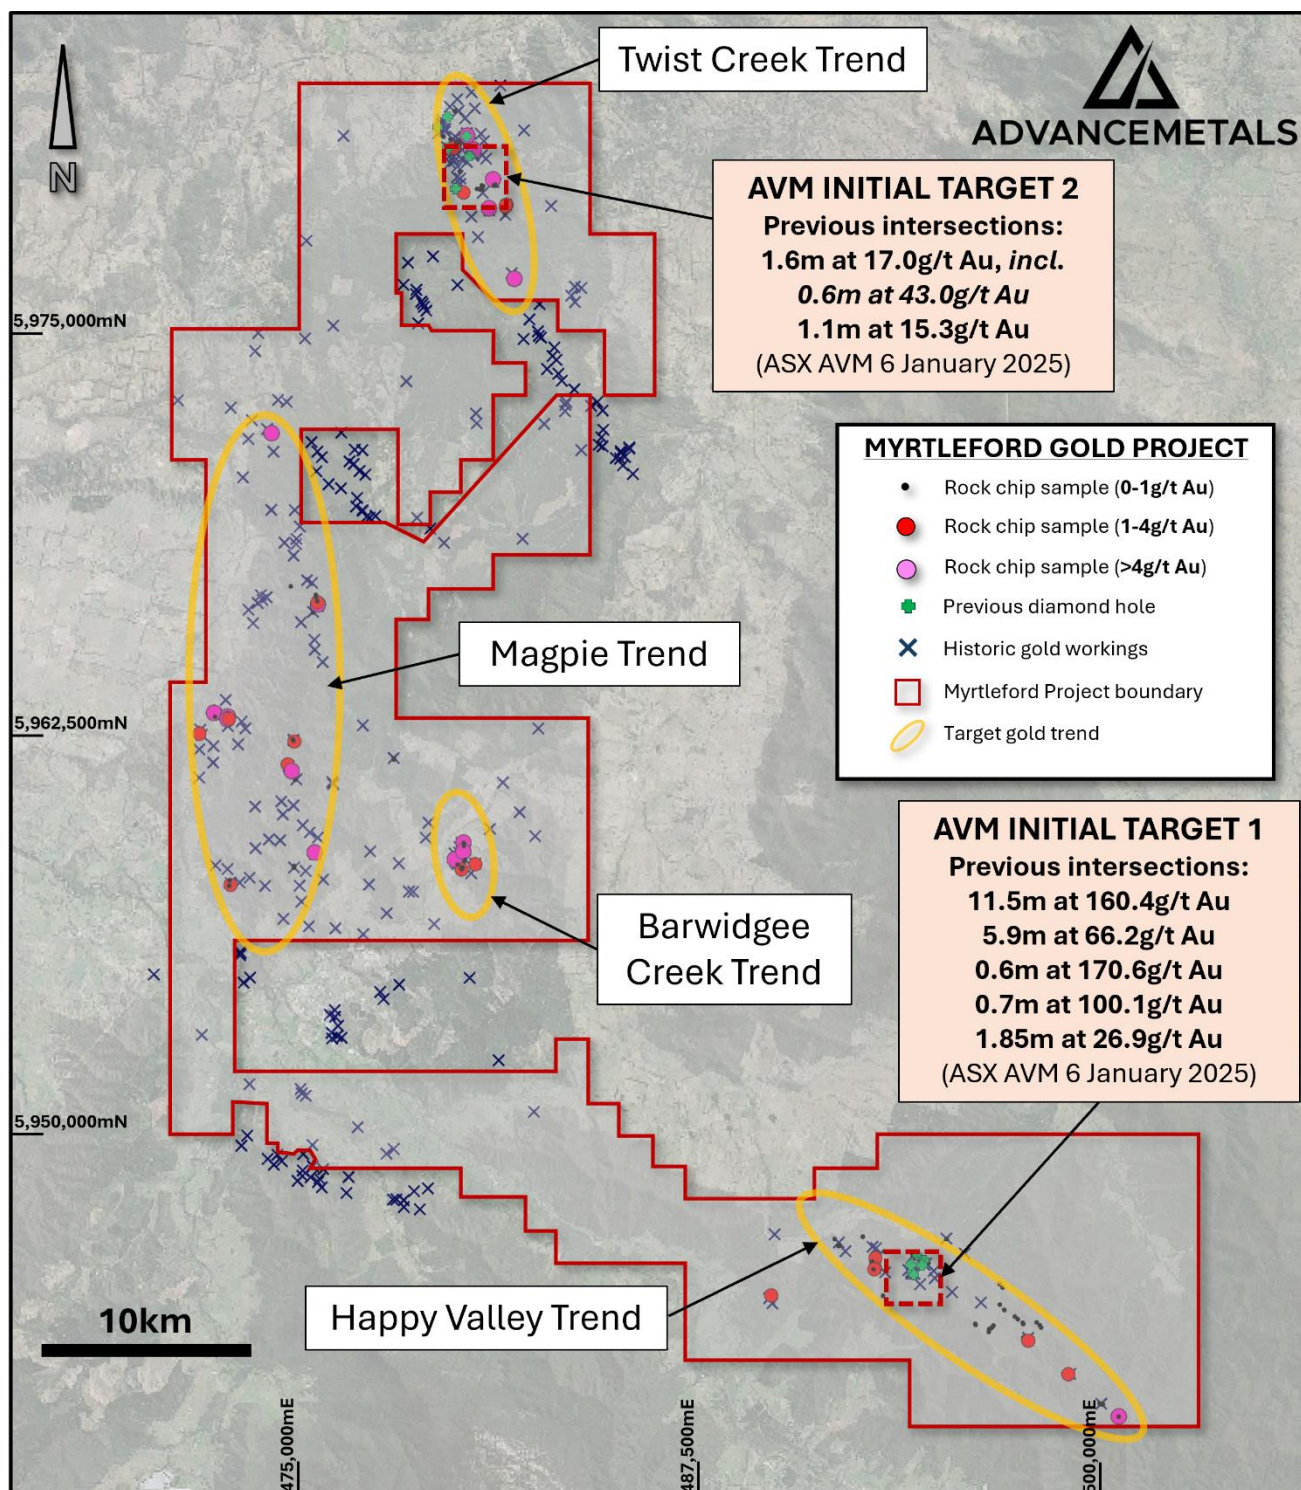 Twist Creek Trend
ADVANCEMETALS
N
AVM INITIAL TARGET 2
Previous intersections:
1.6m at 17.0g/t Au, incl.
0.6m at 43.0g/t Au
1.1m at 15.3g/t Au
(ASX AVM 6 January 2025)
5,975,000mN
MYRTLEFORD GOLD PROJECT
Rock chip sample (0-1g/t Au)
Rock chip sample (1-4g/t Au)
Rock chip sample (>4g/t Au)
Previous diamond hole
Historic gold workings
Myrtleford Project boundary
Target gold trend
Magpie Trend
5,962,500mN
AVM INITIAL TARGET 1
Previous intersections:
11.5m at 160.4g/t Au
5.9m at 66.2g/t Au
0.6m at 170.6g/t Au
0.7m at 100.1g/t Au
1.85m at 26.9g/t Au
(ASX AVM 6 January 2025)
Barwidgee
Creek Trend
5,950,000mN
Happy Valley Trend
10km
475,000mE
487,500mE
500,000mE